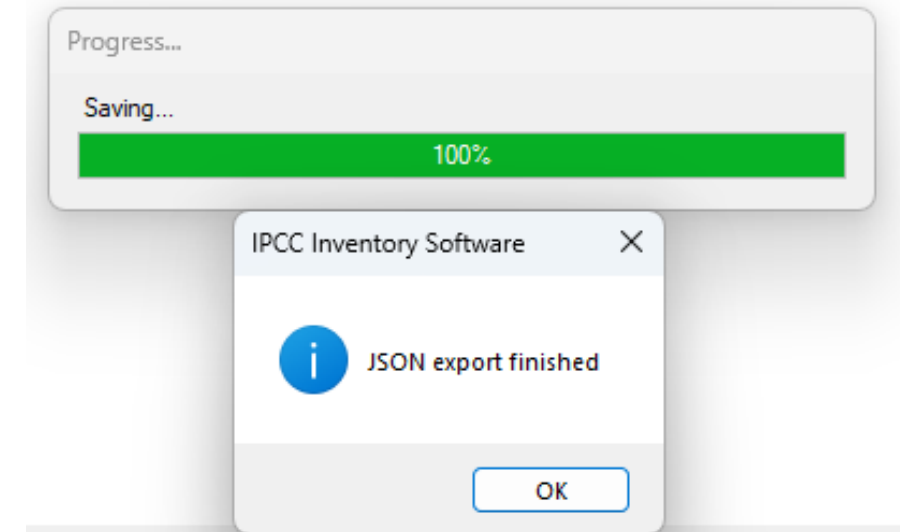 Progress...
Saving...
100%
IPCC Inventory Software
JSON export finished
OK